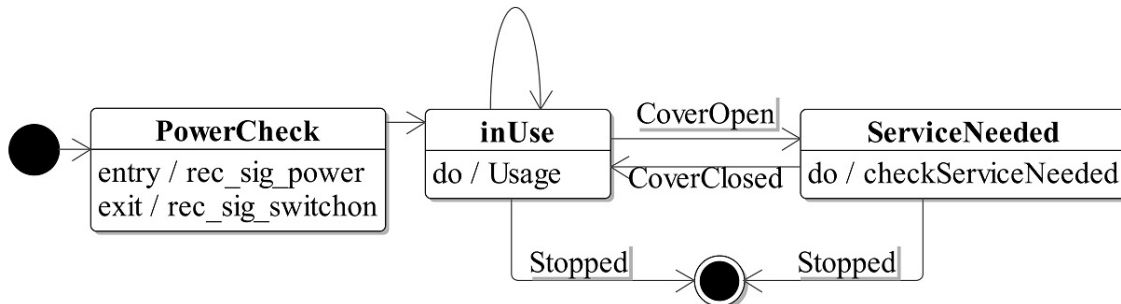 PowerCheck
entry / rec_sig_power
exit / rec_sig_switchon
inUse
do / Usage
CoverOpen
CoverClosed
ServiceNeeded
do / checkServiceNeeded
Stopped
Stopped